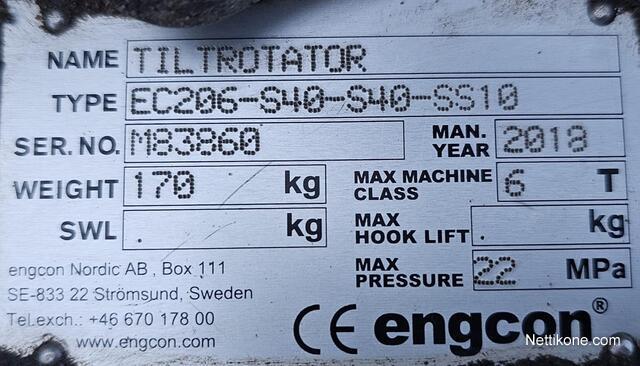 NAME TILTROTATOR
TYPE EC206-S40-S40-SS10
SER. NO. M83860 MAN. YEAR 2018
WEIGHT 170 kg MAX MACHINE CLASS 6 T
SWL . kg MAX HOOK LIFT . kg
MAX PRESSURE 22 MPa
engcon Nordic AB, Box 111
SE-833 22 Strömsund, Sweden
Tel.exch.: +46 670 178 00
www.engcon.com
CE engcon®
Nettikone.com